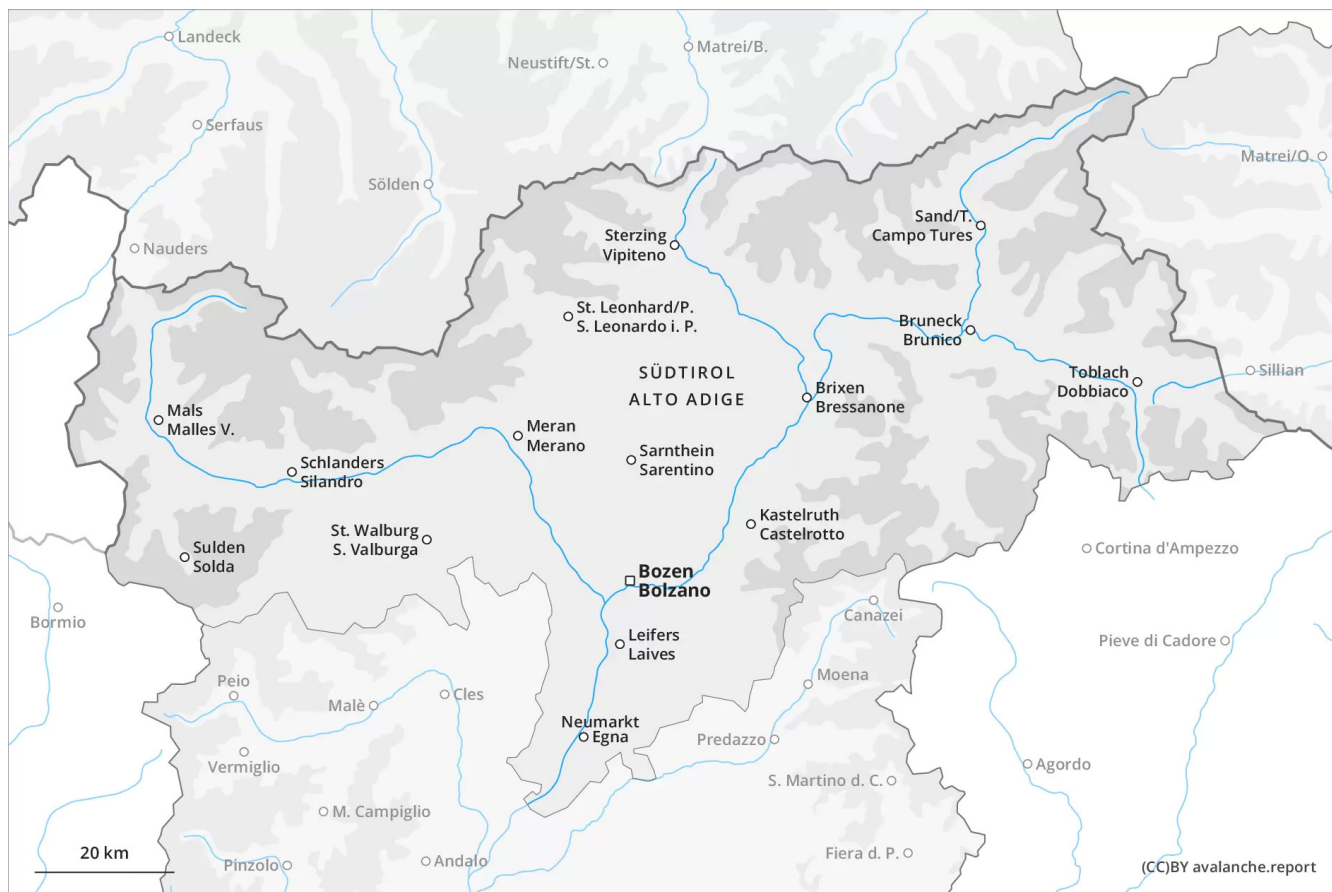 Landeck
Matrei/B.
Neustift/St.
Serfaus
Matrei/O.
Sölden
Sand/T.
Campo Tures
Sterzing
Vipiteno
Nauders
St. Leonhard/P.
S. Leonardo i. P.
Bruneck
Brunico
SÜDTIROL
ALTO ADIGE
Toblach
Dobbiaco
Sillian
Brixen
Bressanone
Mals
Malles V.
Meran
Merano
Schlanders
Silandro
Sarnthein
Sarentino
Kastelruth
Castelrotto
St. Walburg
S. Valburga
Sulden
Solda
Cortina d'Ampezzo
Bozen
Bolzano
Bormio
Canazei
Leifers
Laives
Pieve di Cadore
Peio
Moena
Malè
Cles
Neumarkt
Egna
Predazzo
Vermiglio
Agordo
S. Martino d. C.
M. Campiglio
20 km
Pinzolo
Andalo
Fiera d. P.
(CC)BY avalanche.report